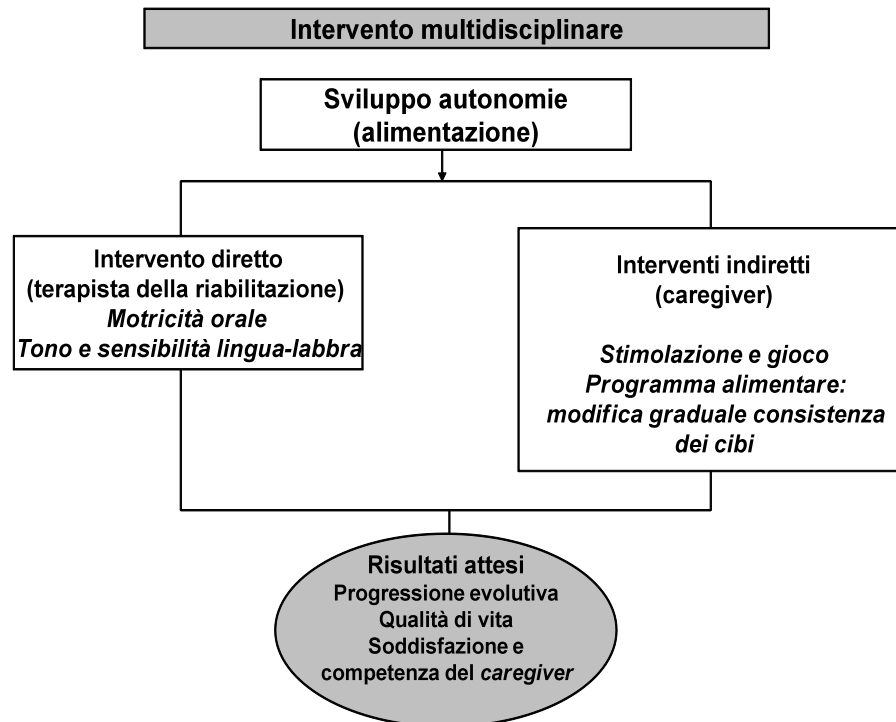 Intervento multidisciplinare
Sviluppo autonomie
(alimentazione)
Intervento diretto
(terapista della riabilitazione)
Motricità orale
Tono e sensibilità lingua-labbra
Interventi indiretti
(caregiver)
Stimolazione e gioco
Programma alimentare:
modifica graduale consistenza
dei cibi
Risultati attesi
Progressione evolutiva
Qualità di vita
Soddisfazione e
competenza del caregiver